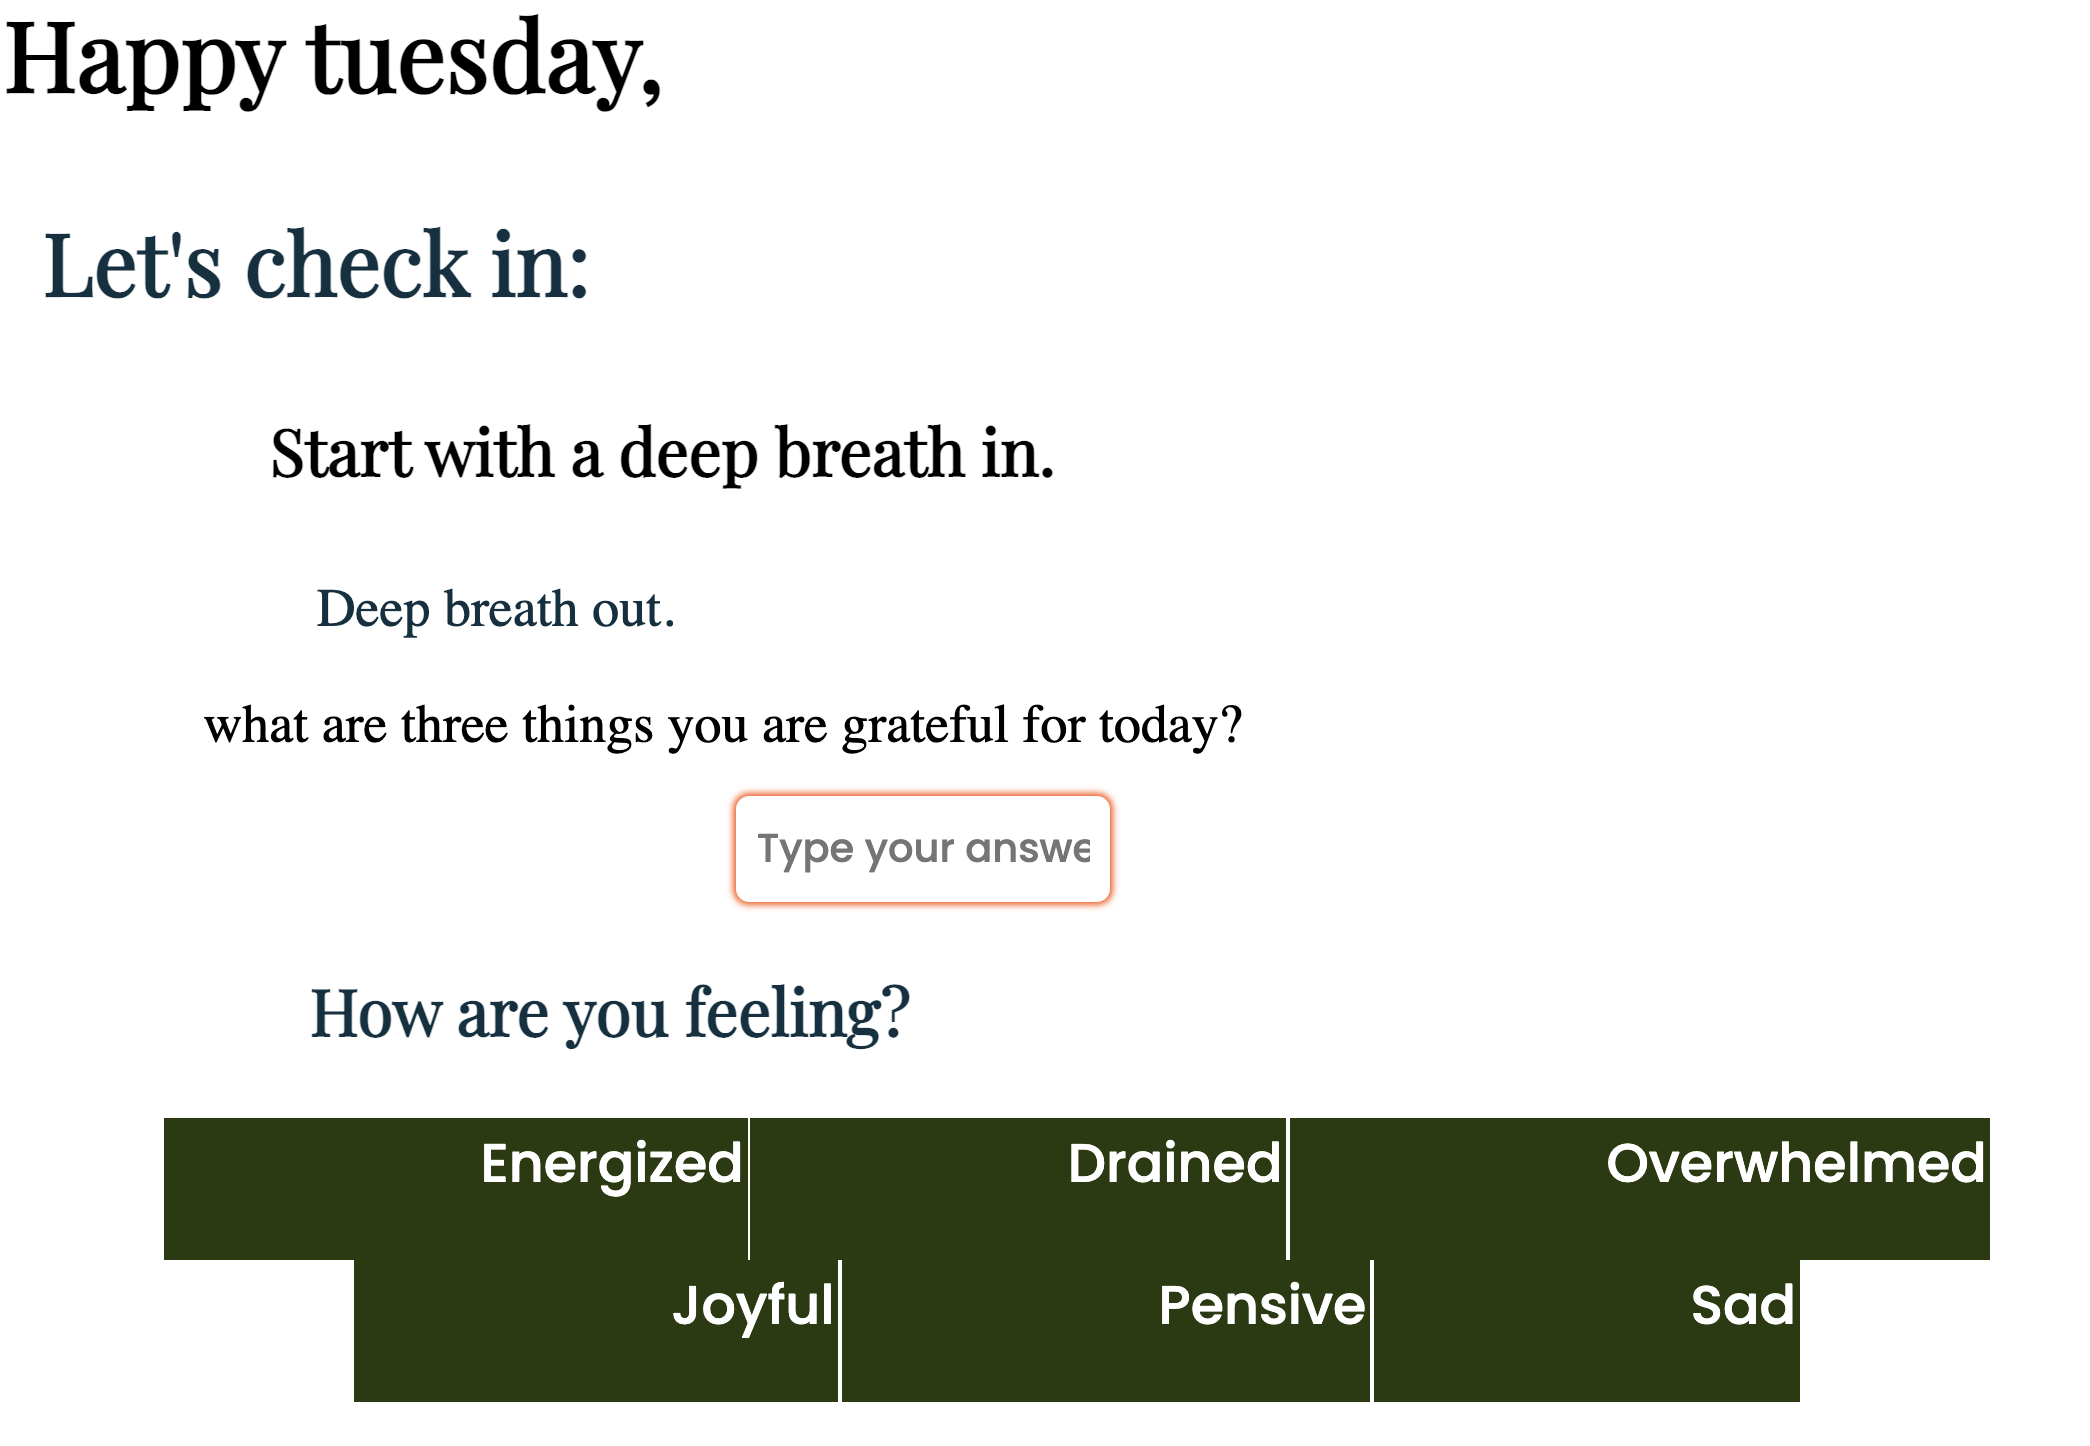 Happy tuesday,
Let's check in:
Start with a deep breath in.
Deep breath out.
what are three things you are grateful for today?
Type your answe
How are you feeling?
Energized Drained Overwhelmed
Joyful Pensive Sad